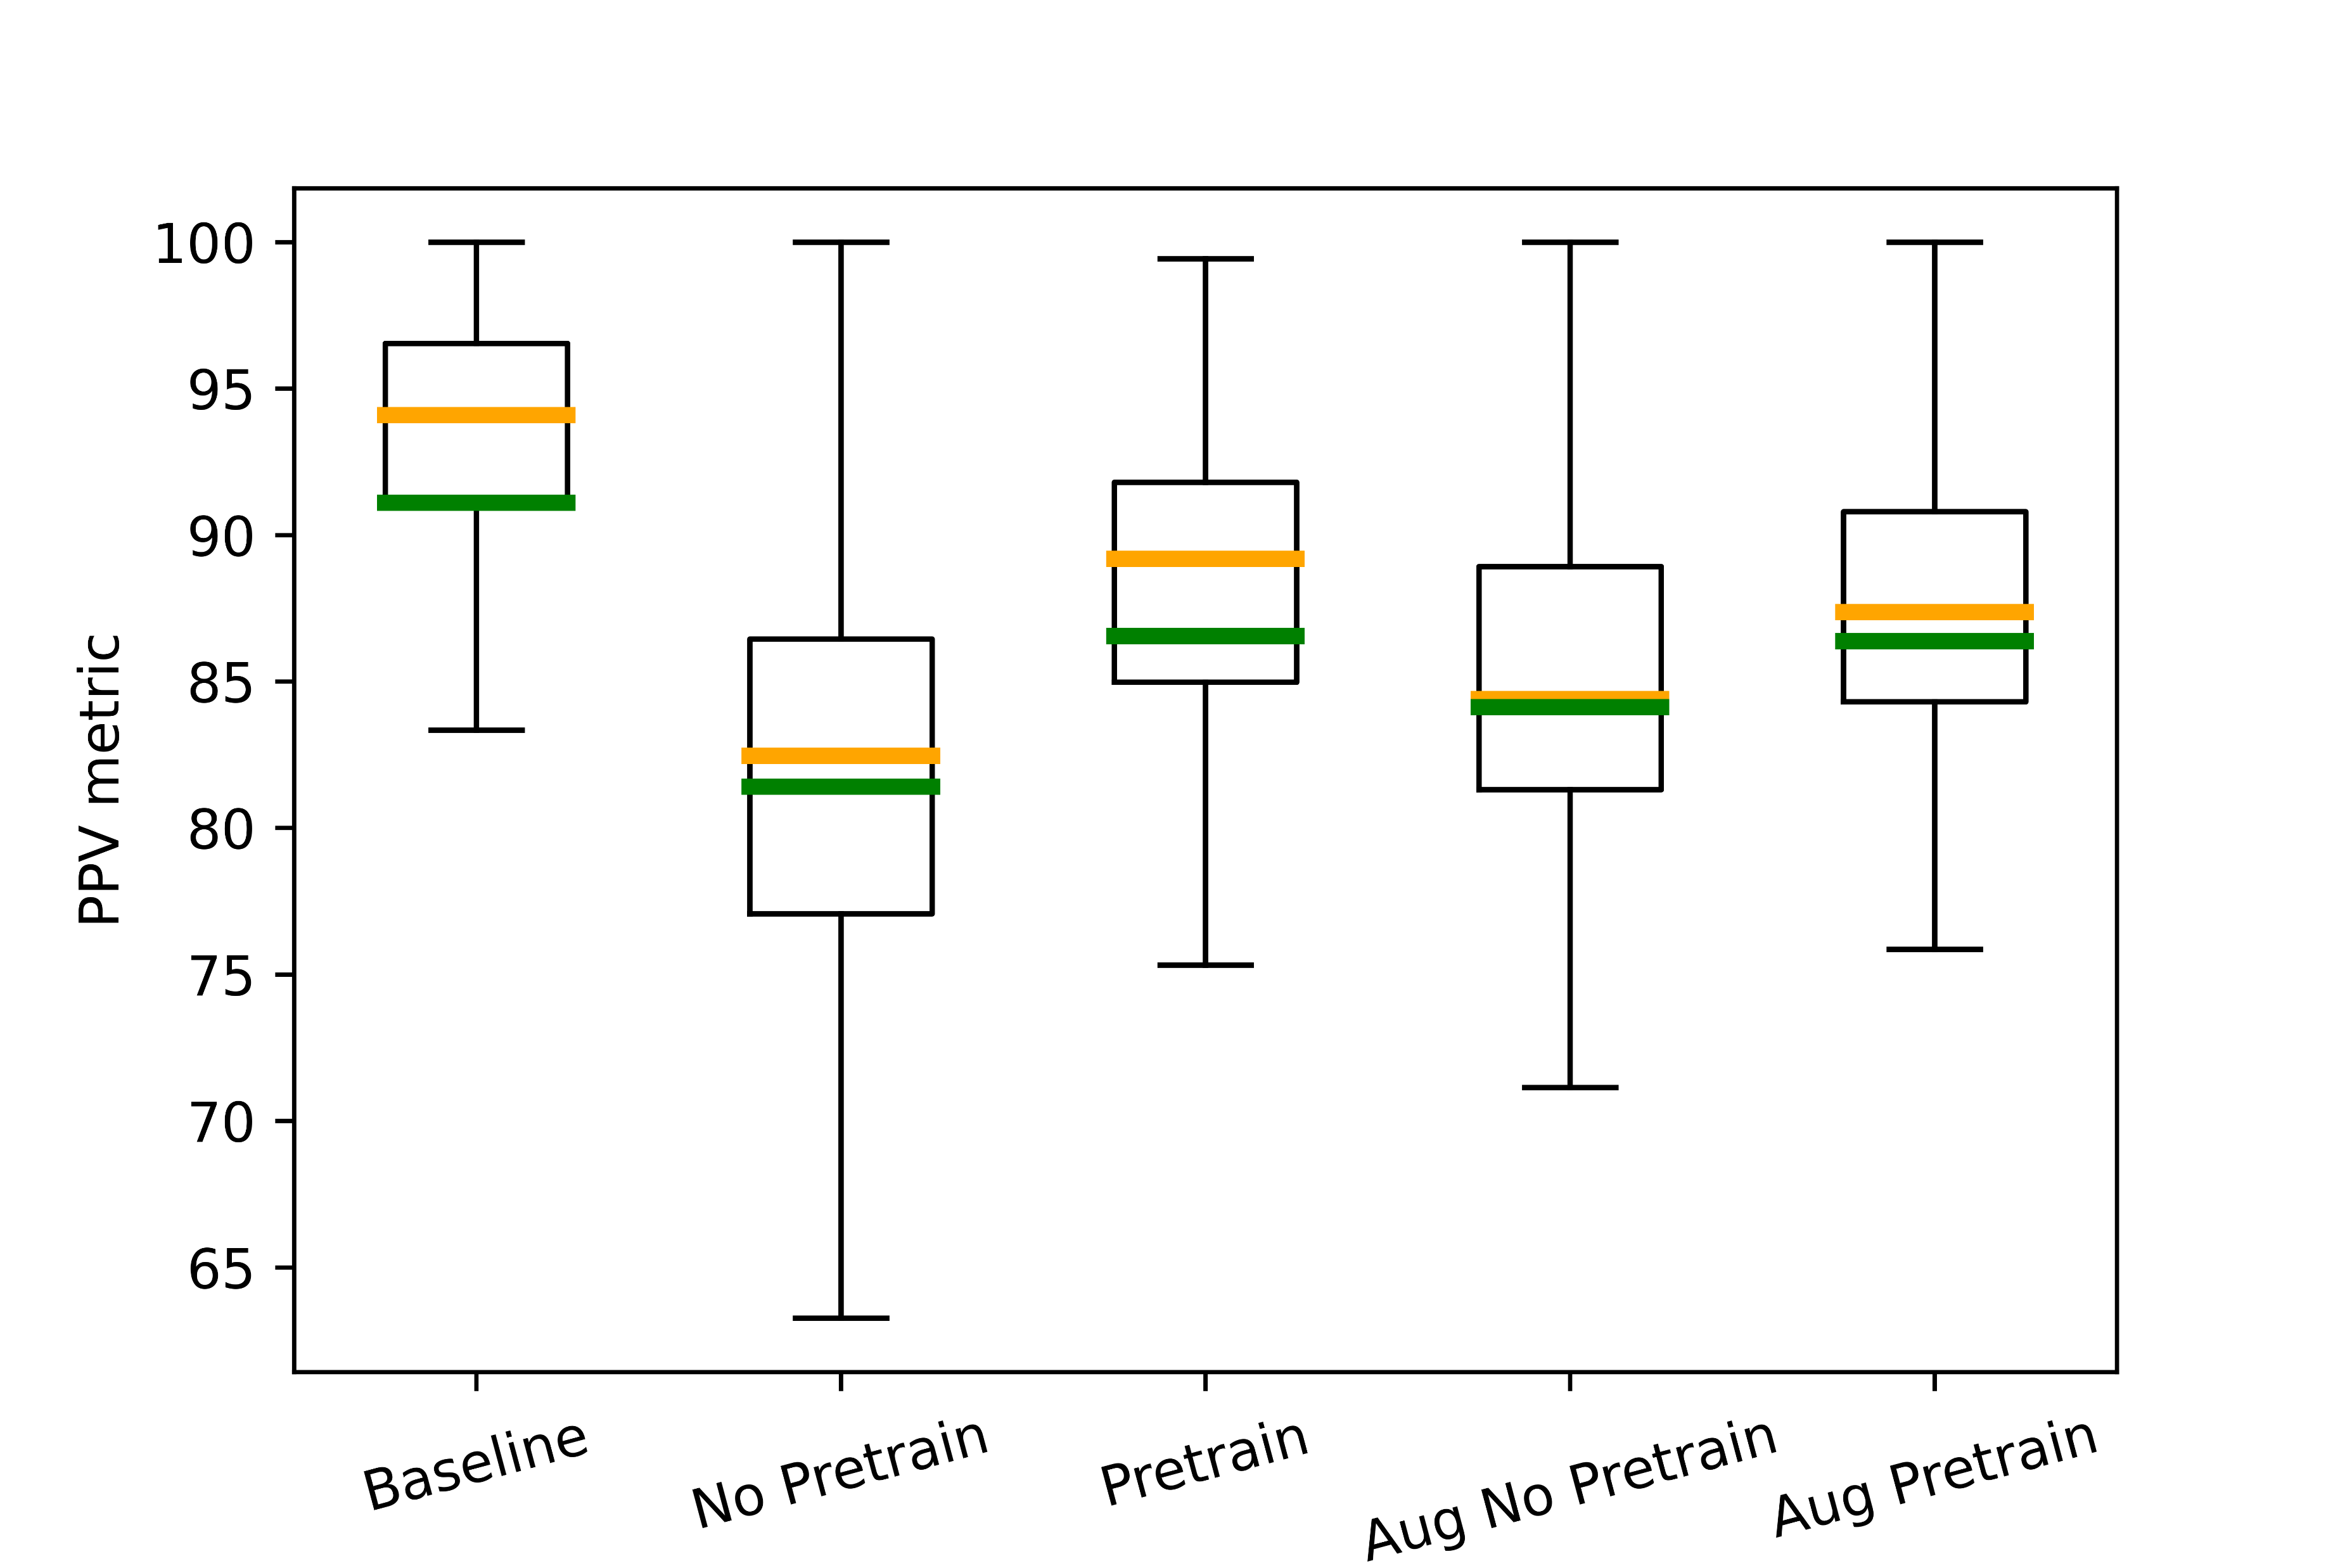 100
95
90
85
80
75
70
65
PPV metric
Baseline
No Pretrain
Pretrain
Aug No Pretrain
Aug Pretrain